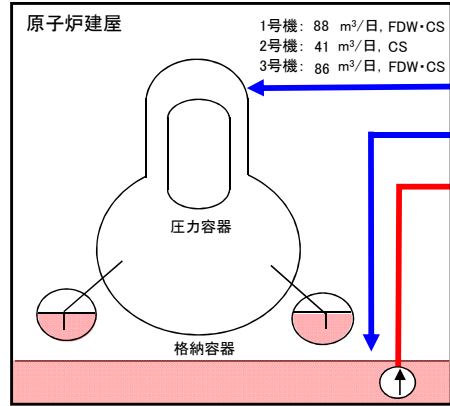 原子炉建屋
1号機: 88 m³/日, FDW・CS
2号機: 41 m³/日, CS
3号機: 86 m³/日, FDW・CS
圧力容器
格納容器